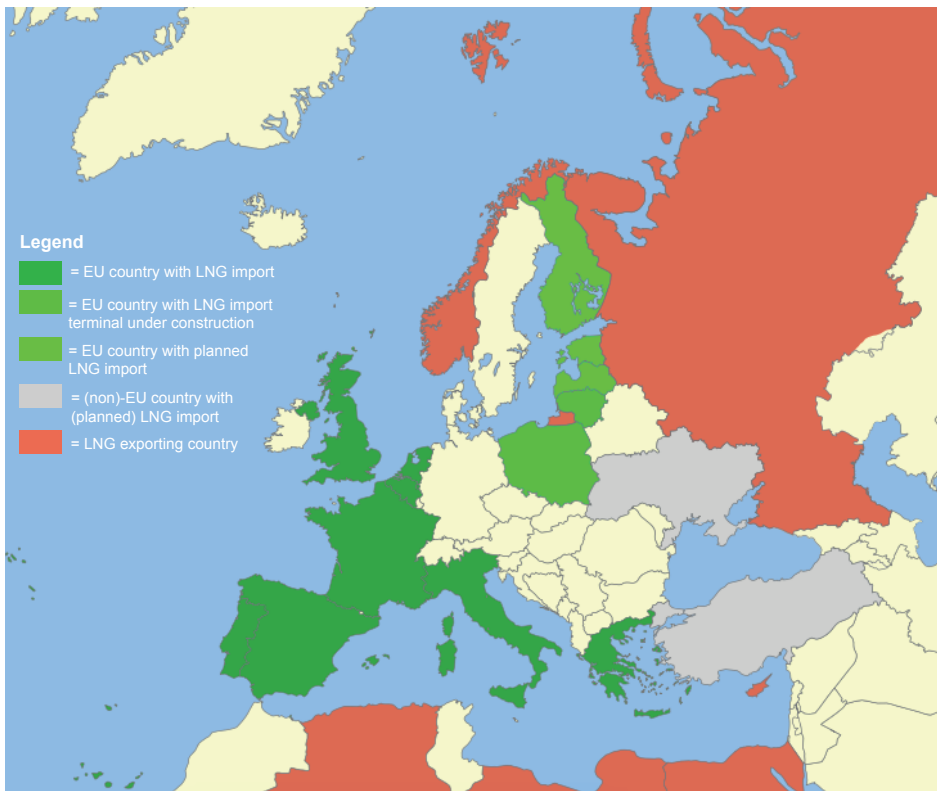 Legend
= EU country with LNG import
= EU country with LNG import
terminal under construction
= EU country with planned
LNG import
= (non)-EU country with
(planned) LNG import
= LNG exporting country